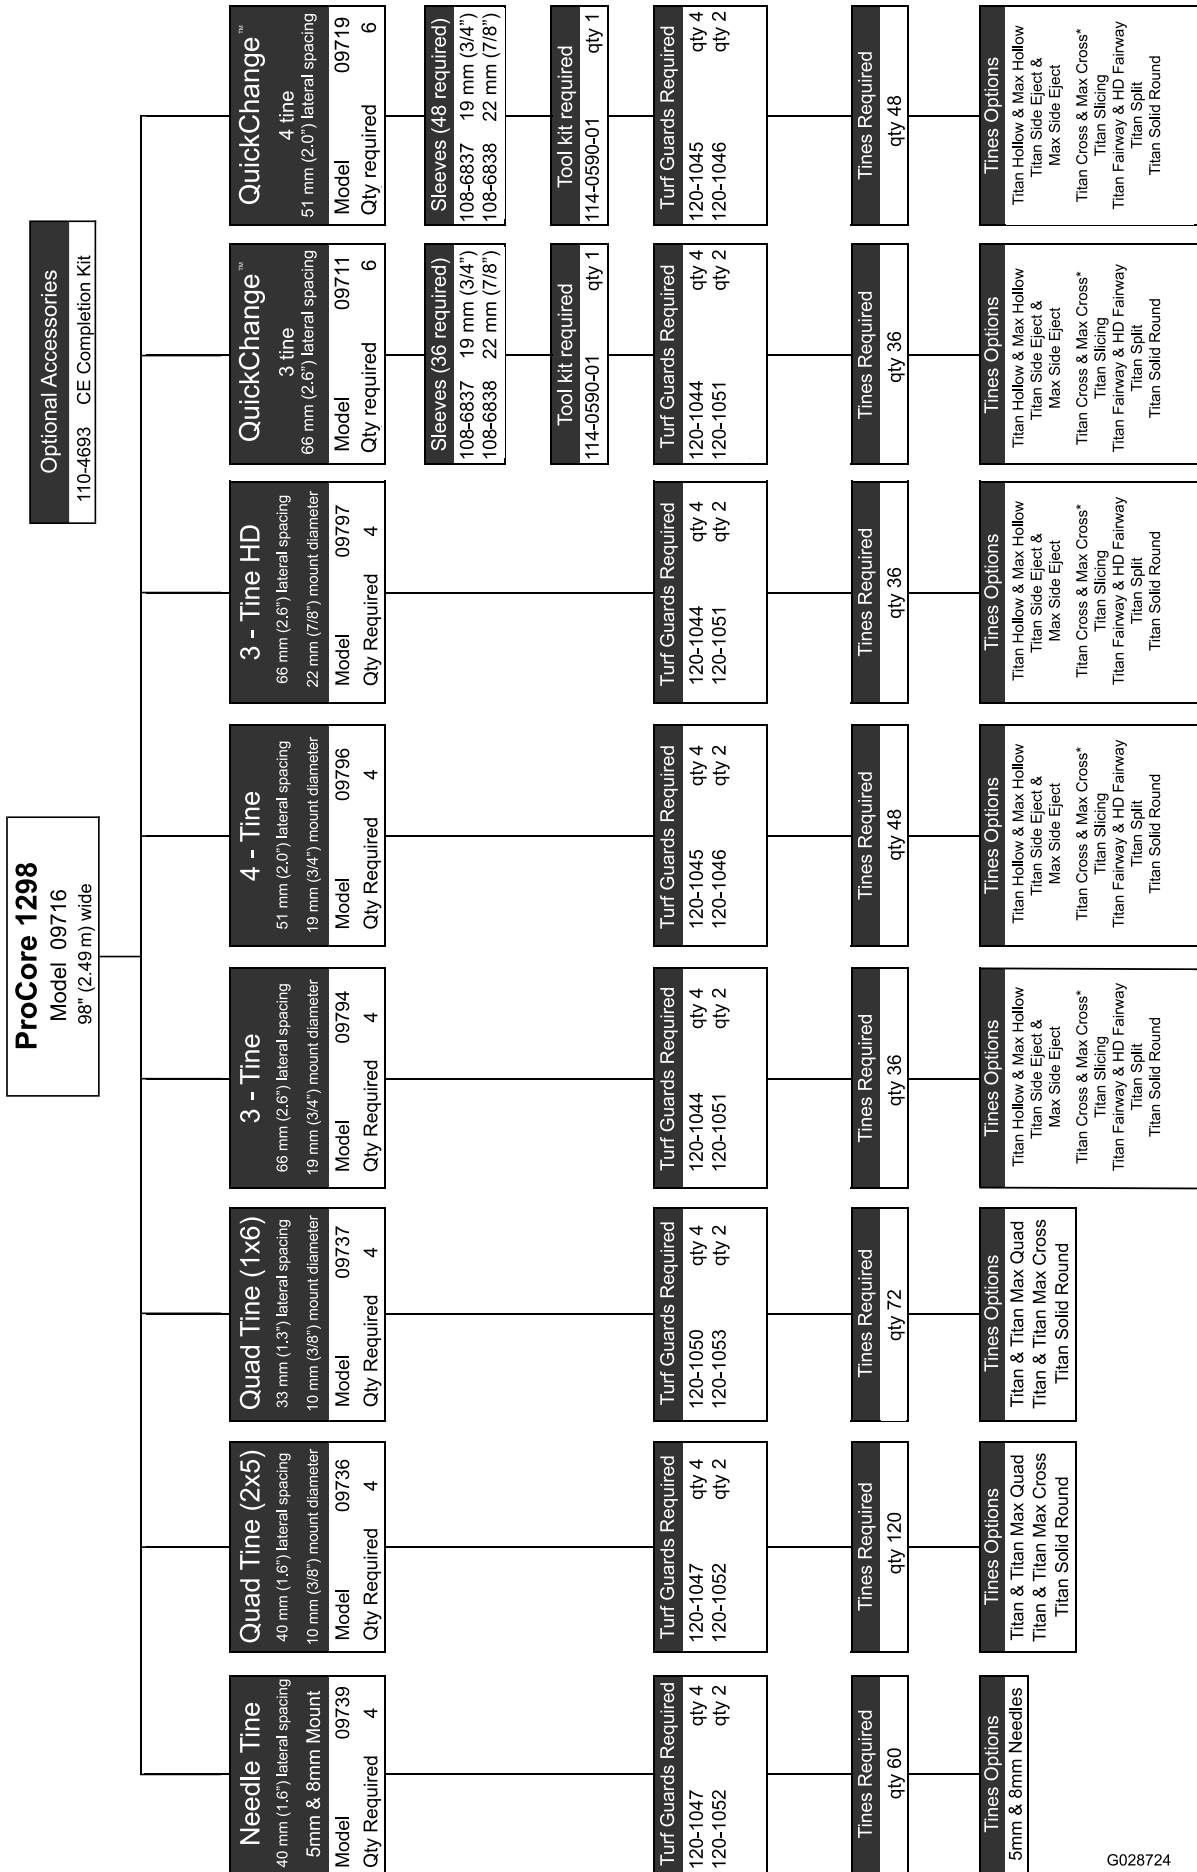 ProCore 1298
Model 09716
98" (2.49 m) wide
Optional Accessories
110-4693 CE Completion Kit
Needle Tine
40 mm (1.6") lateral spacing
5mm & 8mm Mount
Model 09739
Qty Required 4
Turf Guards Required
120-1047 qty 4
120-1052 qty 2
Tines Required
qty 60
Tines Options
5mm & 8mm Needles
Quad Tine (2x5)
40 mm (1.6") lateral spacing
10 mm (3/8") mount diameter
Model 09736
Qty Required 4
Turf Guards Required
120-1047 qty 4
120-1052 qty 2
Tines Required
qty 120
Tines Options
Titan & Titan Max Quad
Titan & Titan Max Cross
Titan Solid Round
Quad Tine (1x6)
33 mm (1.3") lateral spacing
10 mm (3/8") mount diameter
Model 09737
Qty Required 4
Turf Guards Required
120-1050 qty 4
120-1053 qty 2
Tines Required
qty 72
Tines Options
Titan & Titan Max Quad
Titan & Titan Max Cross
Titan Solid Round
3 - Tine
66 mm (2.6") lateral spacing
19 mm (3/4") mount diameter
Model 09794
Qty Required 4
Turf Guards Required
120-1044 qty 4
120-1051 qty 2
Tines Required
qty 36
Tines Options
Titan Hollow & Max Hollow
Titan Side Eject &
Max Side Eject
Titan Cross & Max Cross*
Titan Slicing
Titan Fairway & HD Fairway
Titan Split
Titan Solid Round
4 - Tine
51 mm (2.0") lateral spacing
19 mm (3/4") mount diameter
Model 09796
Qty Required 4
Turf Guards Required
120-1045 qty 4
120-1046 qty 2
Tines Required
qty 48
Tines Options
Titan Hollow & Max Hollow
Titan Side Eject &
Max Side Eject
Titan Cross & Max Cross*
Titan Slicing
Titan Fairway & HD Fairway
Titan Split
Titan Solid Round
3 - Tine HD
66 mm (2.6") lateral spacing
22 mm (7/8") mount diameter
Model 09797
Qty Required 4
Turf Guards Required
120-1044 qty 4
120-1051 qty 2
Tines Required
qty 36
Tines Options
Titan Hollow & Max Hollow
Titan Side Eject &
Max Side Eject
Titan Cross & Max Cross*
Titan Slicing
Titan Fairway & HD Fairway
Titan Split
Titan Solid Round
QuickChange™
3 tine
66 mm (2.6") lateral spacing
Model 09711
Qty required 6
Sleeves (36 required)
108-6837 19 mm (3/4")
108-6838 22 mm (7/8")
Tool kit required
114-0590-01 qty 1
Turf Guards Required
120-1044 qty 4
120-1051 qty 2
Tines Required
qty 36
Tines Options
Titan Hollow & Max Hollow
Titan Side Eject &
Max Side Eject
Titan Cross & Max Cross*
Titan Slicing
Titan Fairway & HD Fairway
Titan Split
Titan Solid Round
QuickChange™
4 tine
51 mm (2.0") lateral spacing
Model 09719
Qty required 6
Sleeves (48 required)
108-6837 19 mm (3/4")
108-6838 22 mm (7/8")
Tool kit required
114-0590-01 qty 1
Turf Guards Required
120-1045 qty 4
120-1046 qty 2
Tines Required
qty 48
Tines Options
Titan Hollow & Max Hollow
Titan Side Eject &
Max Side Eject
Titan Cross & Max Cross*
Titan Slicing
Titan Fairway & HD Fairway
Titan Split
Titan Solid Round
G028724